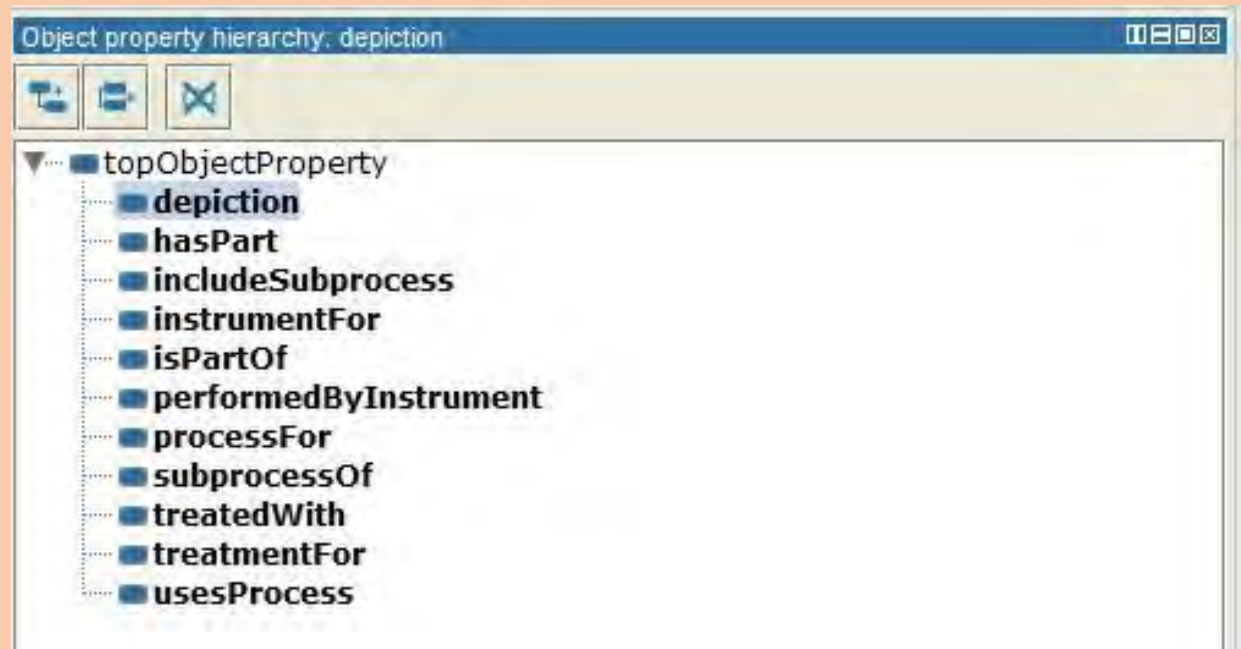 Object property hierarchy: depiction
topObjectProperty
depiction
hasPart
includeSubprocess
instrumentFor
isPartOf
performedByInstrument
processFor
subprocessOf
treatedWith
treatmentFor
usesProcess